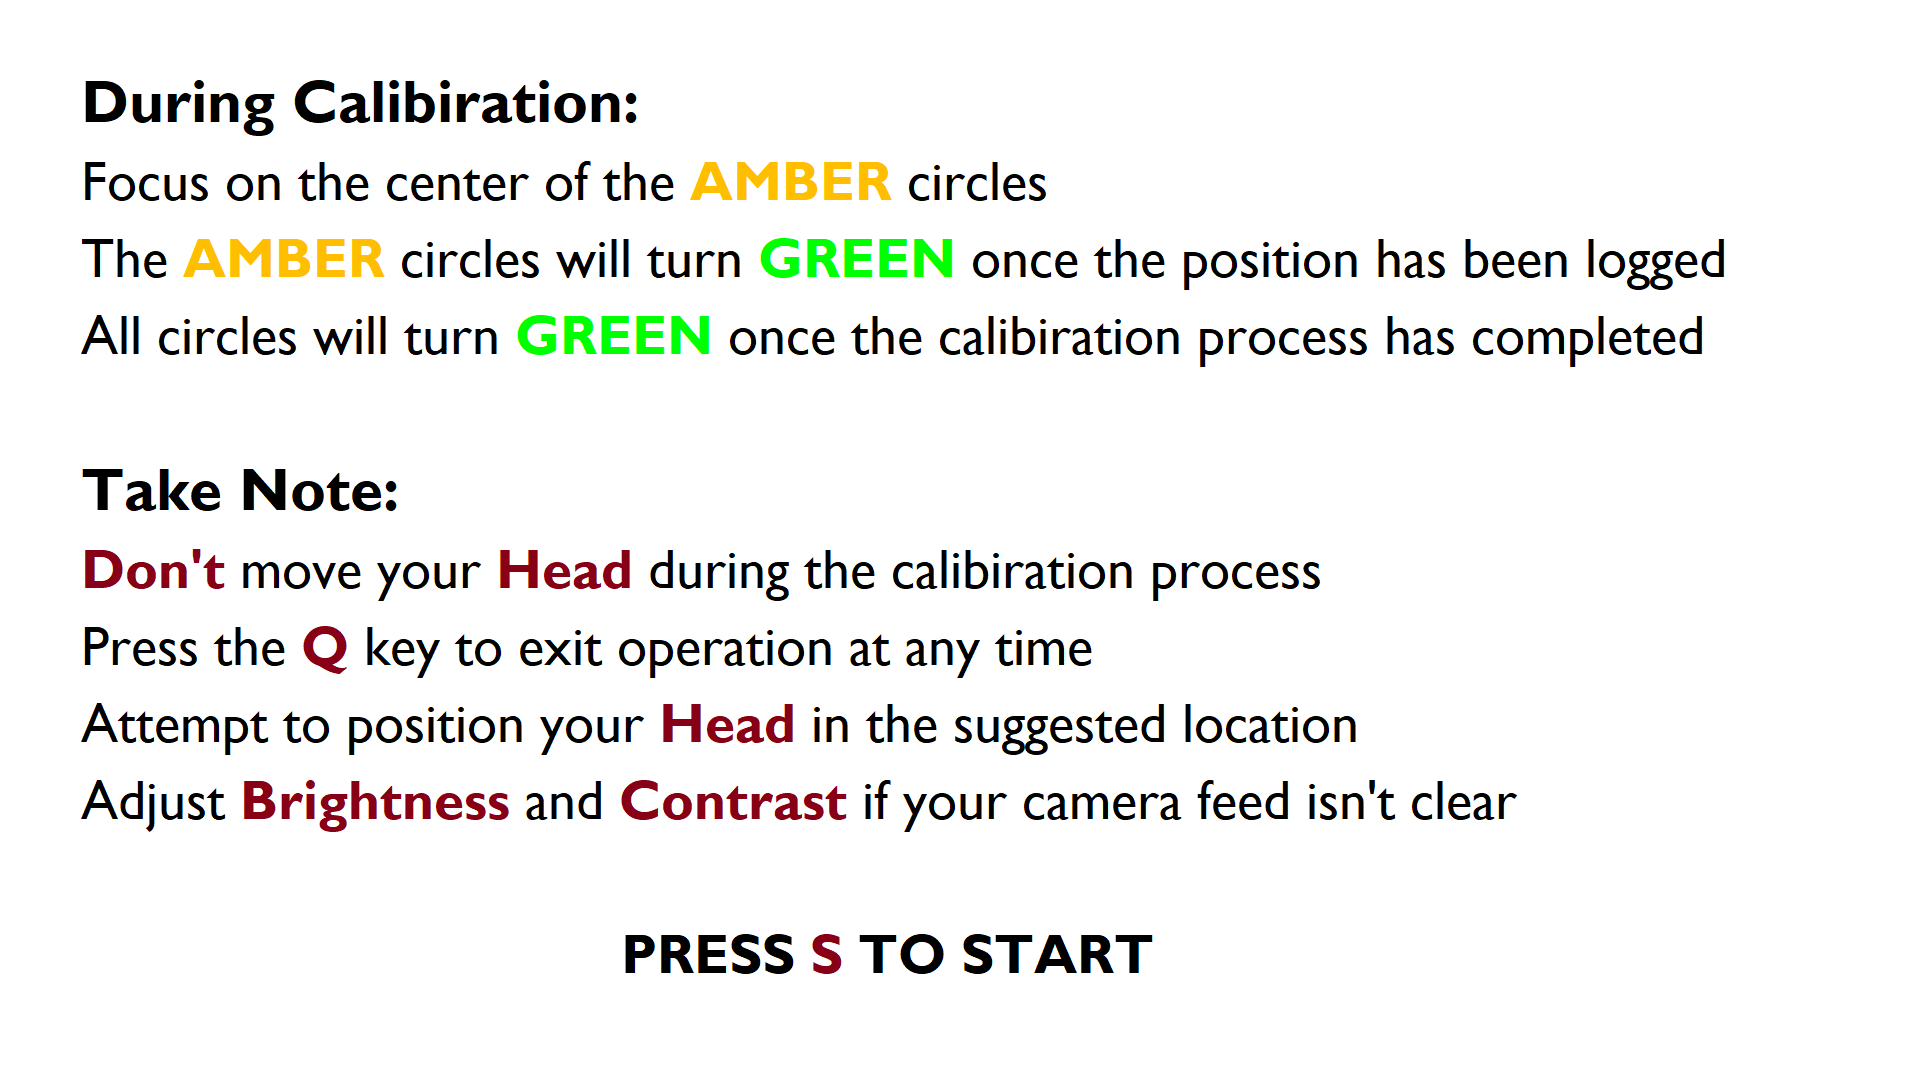 During Calibiration:
Focus on the center of the AMBER circles
The AMBER circles will turn GREEN once the position has been logged
All circles will turn GREEN once the calibiration process has completed
Take Note:
Don't move your Head during the calibiration process
Press the Q key to exit operation at any time
Attempt to position your Head in the suggested location
Adjust Brightness and Contrast if your camera feed isn't clear
PRESS S TO START